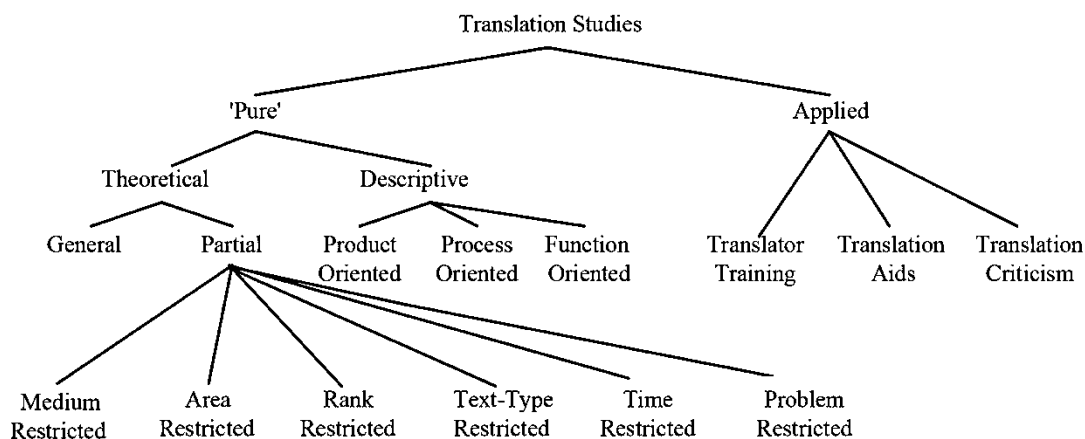 Translation Studies
'Pure'
Applied
Theoretical
Descriptive
General
Partial
Product
Oriented
Process
Oriented
Function
Oriented
Translator
Training
Translation
Aids
Translation
Criticism
Medium
Restricted
Area
Restricted
Rank
Restricted
Text-Type
Restricted
Time
Restricted
Problem
Restricted